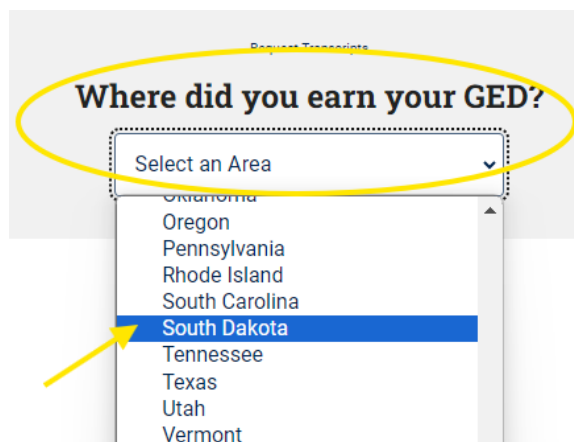 Request Transcripts
Where did you earn your GED?
Select an Area
Oklahoma
Oregon
Pennsylvania
Rhode Island
South Carolina
South Dakota
Tennessee
Texas
Utah
Vermont